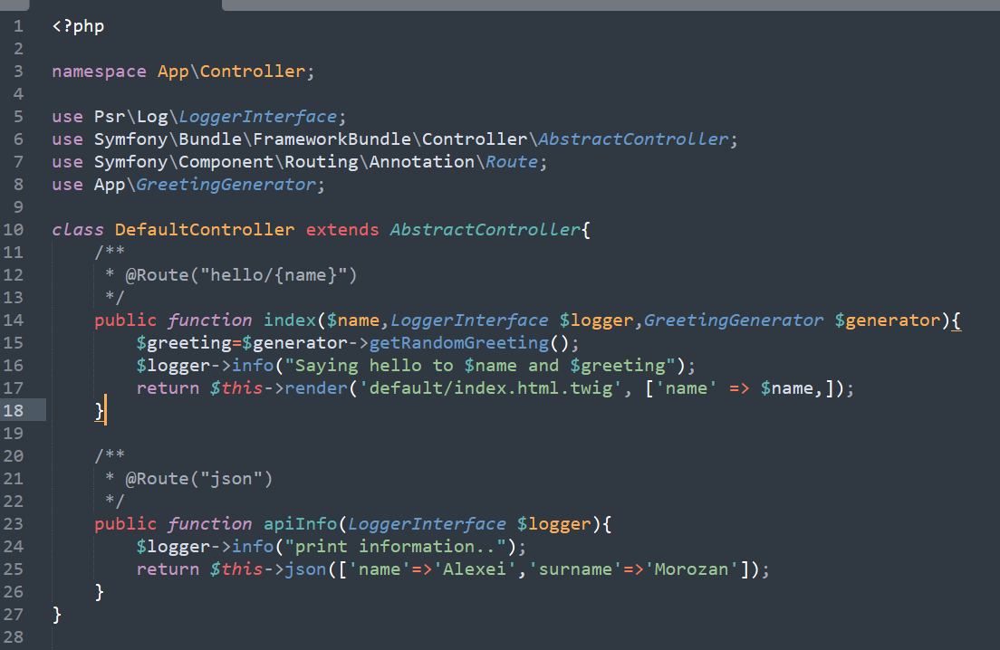 1 <?php
2
3 namespace App\Controller;
4
5 use Psr\Log\LoggerInterface;
6 use Symfony\Bundle\FrameworkBundle\Controller\AbstractController;
7 use Symfony\Component\Routing\Annotation\Route;
8 use App\GreetingGenerator;
9
10 class DefaultController extends AbstractController{
11     /**
12      * @Route("hello/{name}")
13      */
14     public function index($name,LoggerInterface $logger,GreetingGenerator $generator){
15         $greeting=$generator->getRandomGreeting();
16         $logger->info("Saying hello to $name and $greeting");
17         return $this->render('default/index.html.twig', ['name' => $name,]);
18     }
19
20     /**
21      * @Route("json")
22      */
23     public function apiInfo(LoggerInterface $logger){
24         $logger->info("print information..");
25         return $this->json(['name'=>'Alexei','surname'=>'Morozan']);
26     }
27 }
28